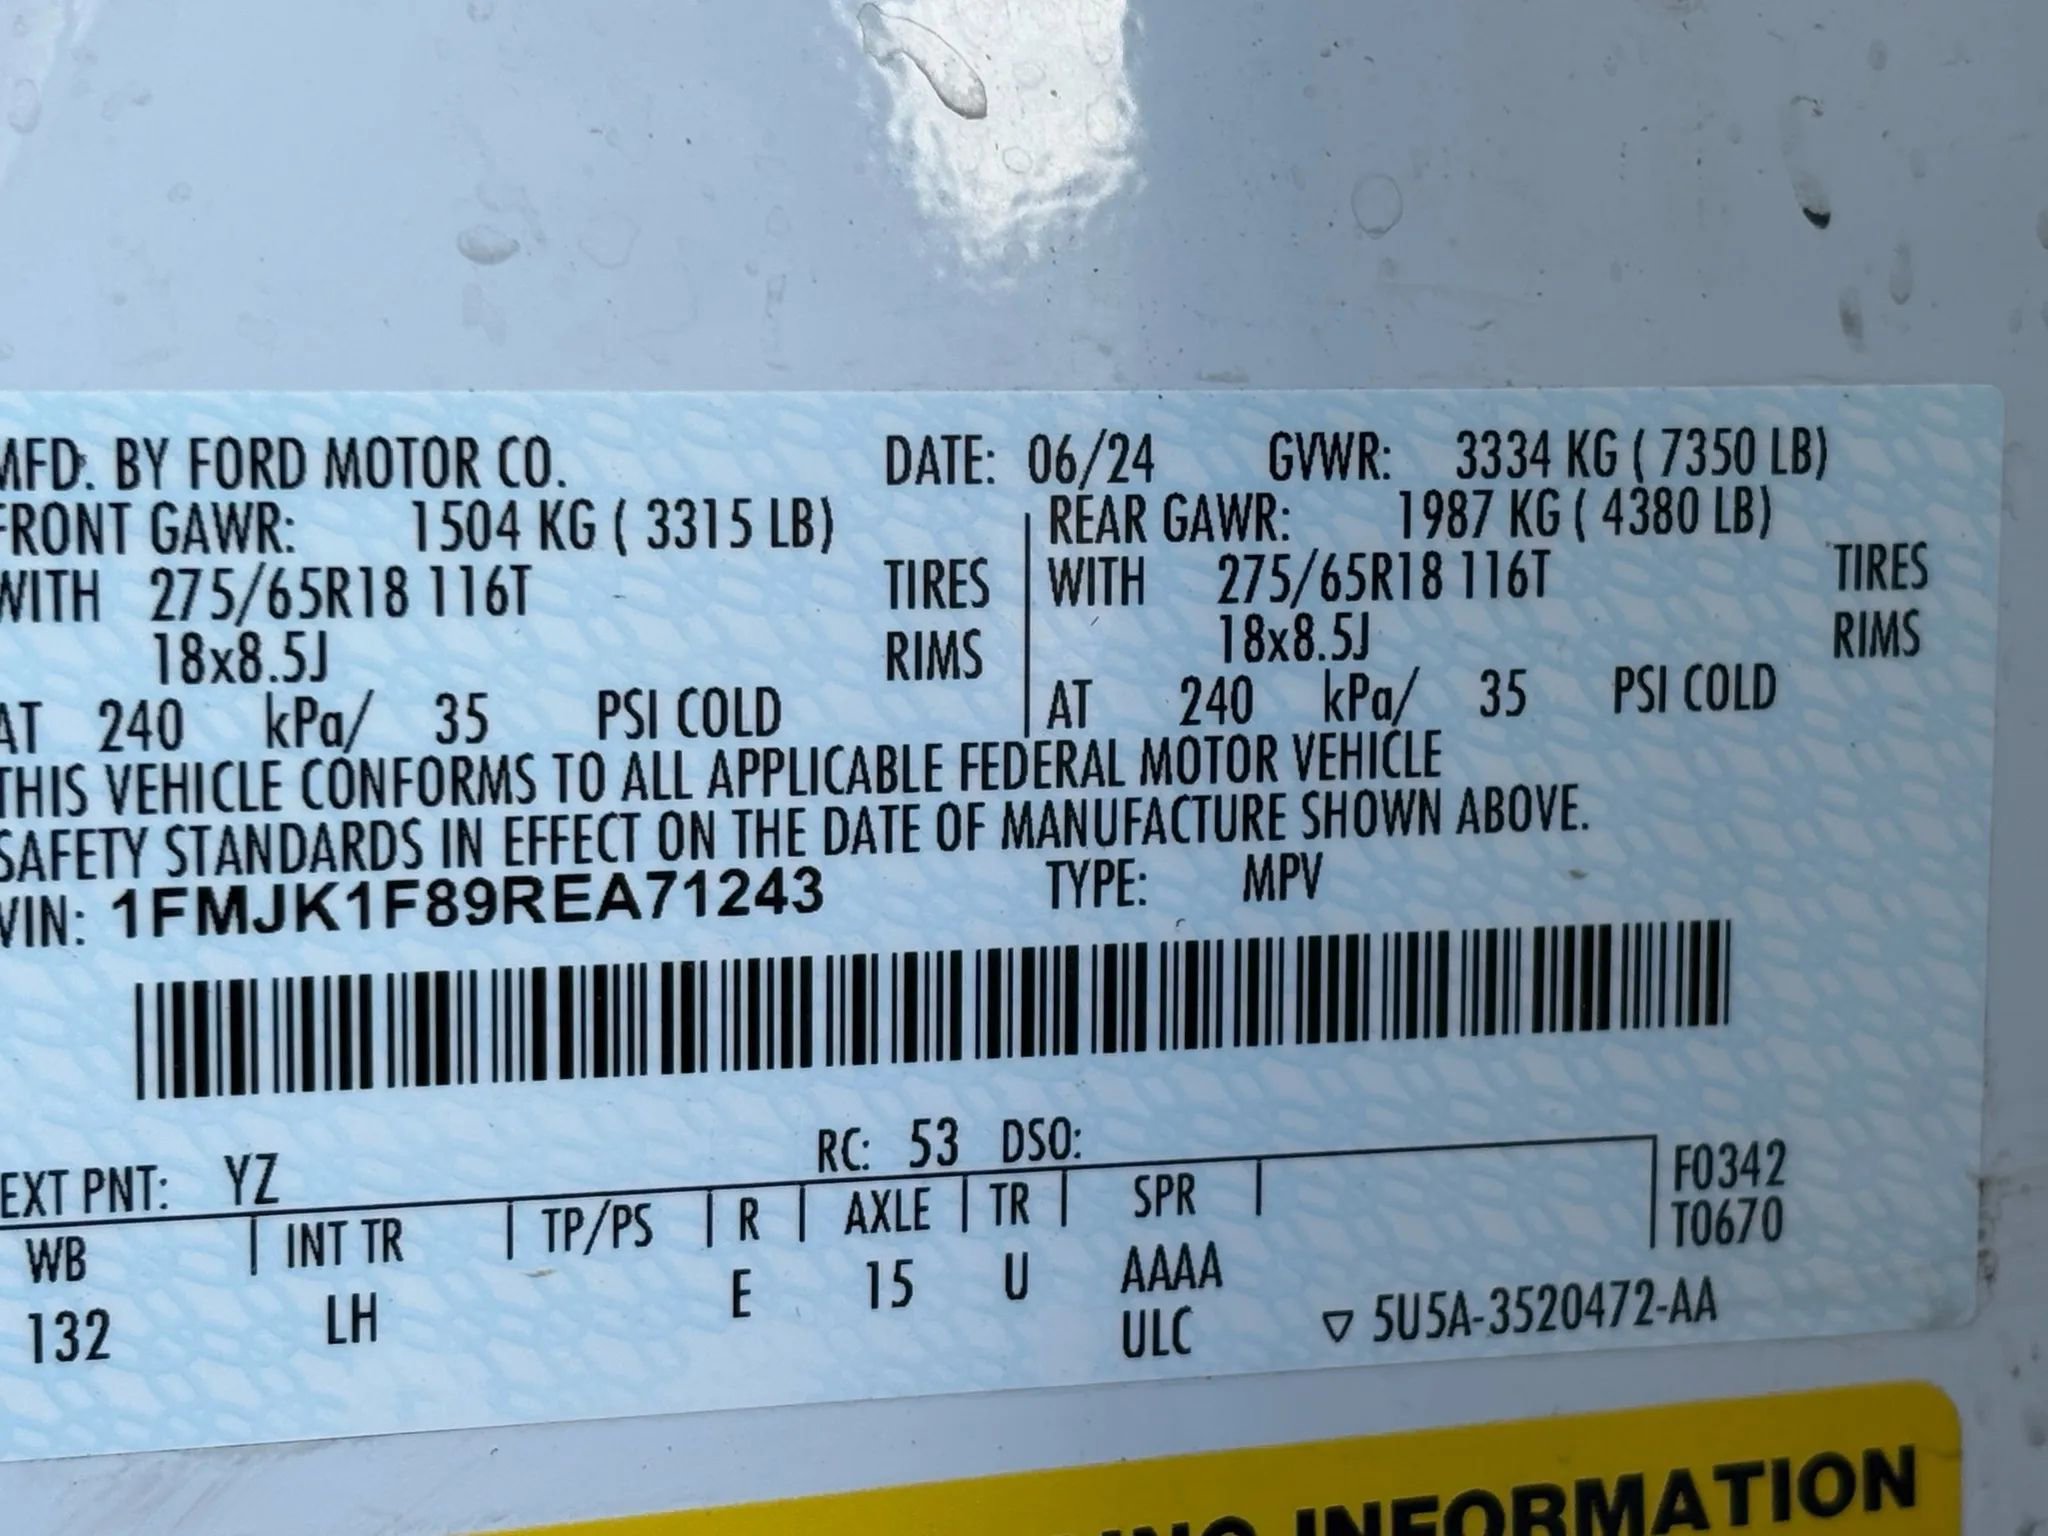 MFD. BY FORD MOTOR CO. DATE: 06/24 GVWR: 3334 KG ( 7350 LB)
FRONT GAWR: 1504 KG ( 3315 LB) REAR GAWR: 1987 KG ( 4380 LB)
WITH 275/65R18 116T TIRES WITH 275/65R18 116T TIRES
18x8.5J RIMS 18x8.5J RIMS
AT 240 kPa/ 35 PSI COLD AT 240 kPa/ 35 PSI COLD
THIS VEHICLE CONFORMS TO ALL APPLICABLE FEDERAL MOTOR VEHICLE
SAFETY STANDARDS IN EFFECT ON THE DATE OF MANUFACTURE SHOWN ABOVE.
VIN: 1FMJK1F89REA71243 TYPE: MPV
EXT PNT: YZ RC: 53 DSO:
WB INT TR TP/PS R AXLE TR SPR F0342
T0670
132 LH E 15 U AAAA
ULC ▽ 5U5A-3520472-AA
INFORMATION